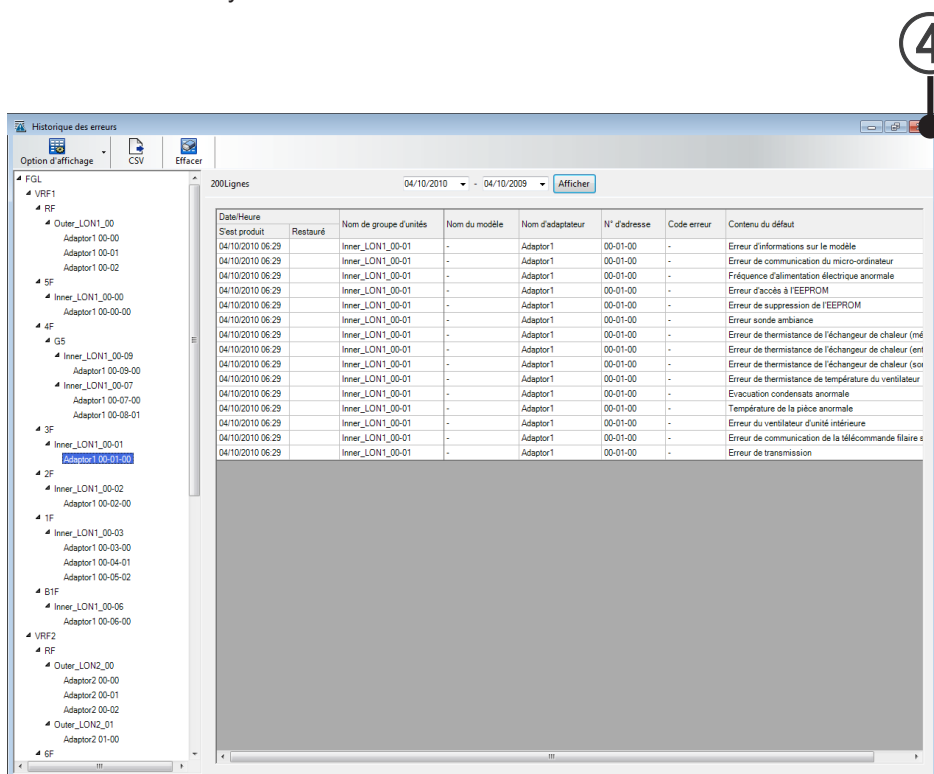 4
Historique des erreurs
Option d'affichage CSV Effacer
FGL
VRF1
RF
Outer_LON1_00
Adaptor1 00-00
Adaptor1 00-01
Adaptor1 00-02
5F
Inner_LON1_00-00
Adaptor1 00-00-00
4F
G5
Inner_LON1_00-09
Adaptor1 00-09-00
Inner_LON1_00-07
Adaptor1 00-07-00
Adaptor1 00-08-01
3F
Inner_LON1_00-01
Adaptor1 00-01-00
2F
Inner_LON1_00-02
Adaptor1 00-02-00
1F
Inner_LON1_00-03
Adaptor1 00-03-00
Adaptor1 00-04-01
Adaptor1 00-05-02
B1F
Inner_LON1_00-06
Adaptor1 00-06-00
VRF2
RF
Outer_LON2_00
Adaptor2 00-00
Adaptor2 00-01
Adaptor2 00-02
Outer_LON2_01
Adaptor2 01-00
6F
200Lignes 04/10/2010 - 04/10/2009 Afficher
Date/Heure Nom de groupe d'unités Nom du modèle Nom d'adaptateur N° d'adresse Code erreur Contenu du défaut
S'est produit Restauré
04/10/2010 06:29 Inner_LON1_00-01 - Adaptor1 00-01-00 - Erreur d'informations sur le modèle
04/10/2010 06:29 Inner_LON1_00-01 - Adaptor1 00-01-00 - Erreur de communication du micro-ordinateur
04/10/2010 06:29 Inner_LON1_00-01 - Adaptor1 00-01-00 - Fréquence d'alimentation électrique anormale
04/10/2010 06:29 Inner_LON1_00-01 - Adaptor1 00-01-00 - Erreur d'accès à l'EEPROM
04/10/2010 06:29 Inner_LON1_00-01 - Adaptor1 00-01-00 - Erreur de suppression de l'EEPROM
04/10/2010 06:29 Inner_LON1_00-01 - Adaptor1 00-01-00 - Erreur sonde ambiance
04/10/2010 06:29 Inner_LON1_00-01 - Adaptor1 00-01-00 - Erreur de thermistance de l'échangeur de chaleur (mé
04/10/2010 06:29 Inner_LON1_00-01 - Adaptor1 00-01-00 - Erreur de thermistance de l'échangeur de chaleur (ent
04/10/2010 06:29 Inner_LON1_00-01 - Adaptor1 00-01-00 - Erreur de thermistance de l'échangeur de chaleur (sor
04/10/2010 06:29 Inner_LON1_00-01 - Adaptor1 00-01-00 - Erreur de thermistance de température du ventilateur
04/10/2010 06:29 Inner_LON1_00-01 - Adaptor1 00-01-00 - Evacuation condensats anormale
04/10/2010 06:29 Inner_LON1_00-01 - Adaptor1 00-01-00 - Température de la pièce anormale
04/10/2010 06:29 Inner_LON1_00-01 - Adaptor1 00-01-00 - Erreur du ventilateur d'unité intérieure
04/10/2010 06:29 Inner_LON1_00-01 - Adaptor1 00-01-00 - Erreur de communication de la télécommande filaire s
04/10/2010 06:29 Inner_LON1_00-01 - Adaptor1 00-01-00 - Erreur de transmission